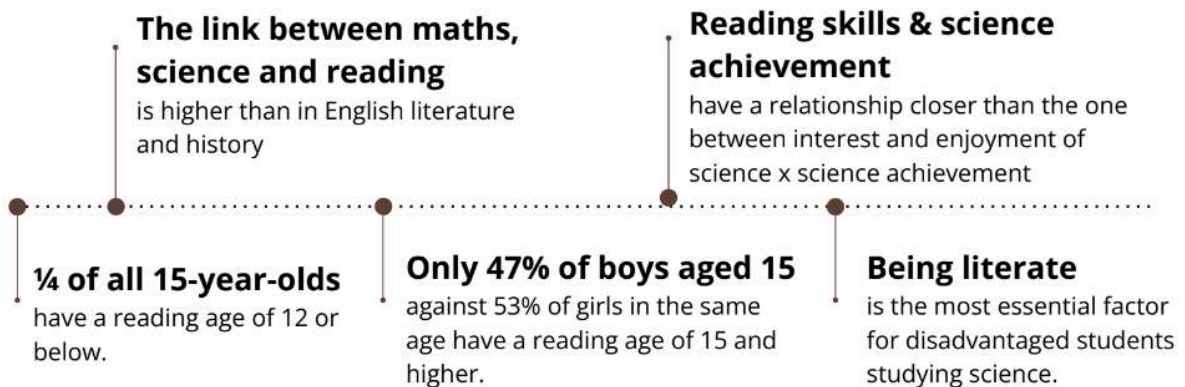 The link between maths,
science and reading
is higher than in English literature
and history
Reading skills & science
achievement
have a relationship closer than the one
between interest and enjoyment of
science x science achievement
¼ of all 15-year-olds
have a reading age of 12 or
below.
Only 47% of boys aged 15
against 53% of girls in the same
age have a reading age of 15 and
higher.
Being literate
is the most essential factor
for disadvantaged students
studying science.